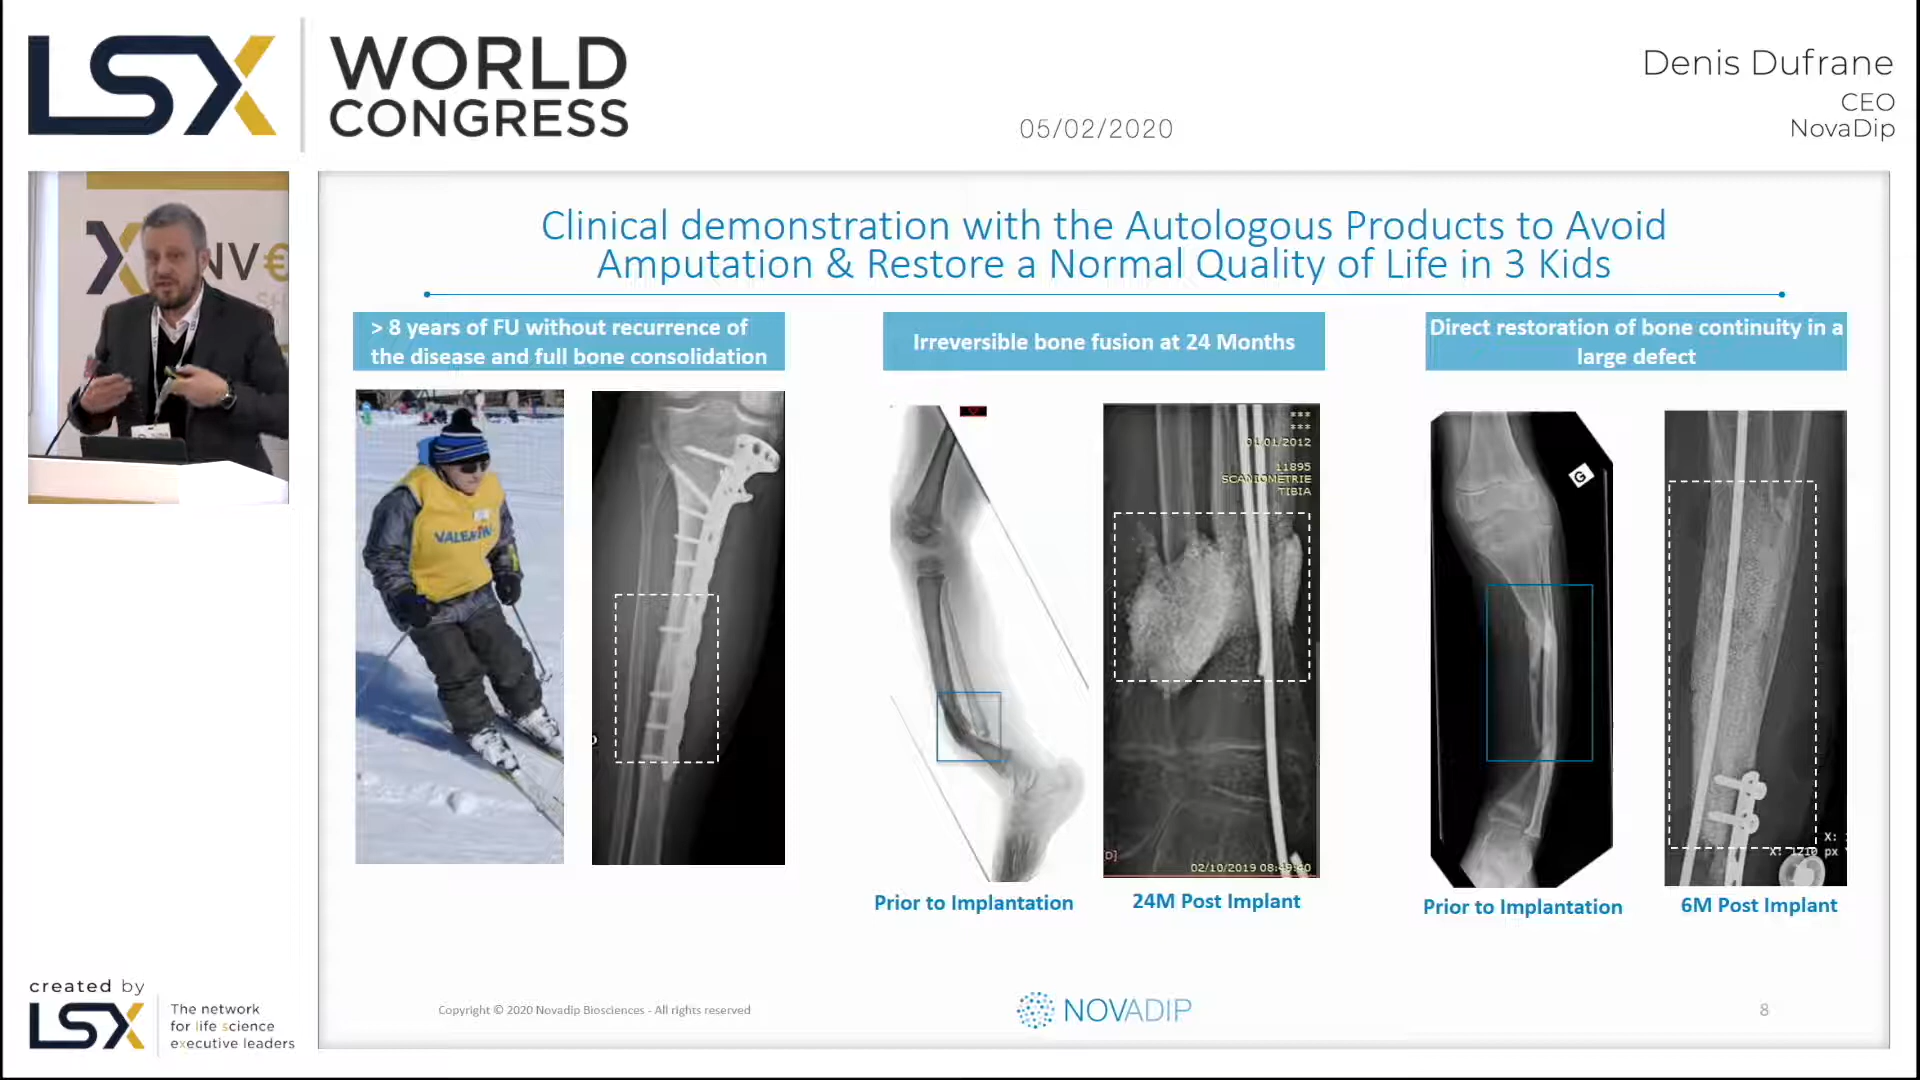 LSX
WORLD
CONGRESS
05/02/2020
Denis Dufrane
CEO
NovaDip
NV€
Clinical demonstration with the Autologous Products to Avoid
Amputation & Restore a Normal Quality of Life in 3 Kids
> 8 years of FU without recurrence of
the disease and full bone consolidation
Irreversible bone fusion at 24 Months
Direct restoration of bone continuity in a
large defect
***
***
01/01/2012
11895
SCANIOMETRIE
TIBIA
02/10/2019
G
X:
X: 1210 px
Prior to Implantation
24M Post Implant
Prior to Implantation
6M Post Implant
Copyright © 2020 Novadip Biosciences - All rights reserved
NOVADIP
8
created by
LSX
The network
for life science
executive leaders